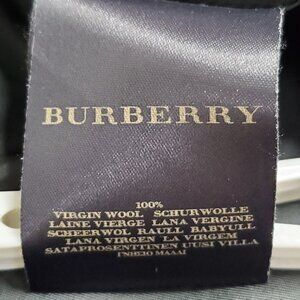 BURBERRY
100%
VIRGIN WOOL SCHURWOLLE
LAINE VIERGE LANA VERGINE
SCHEERWOL RAULL BABYULL
LANA VIRGEN LA VIRGEM
SATAPROSENTTINEN UUSI VILLA